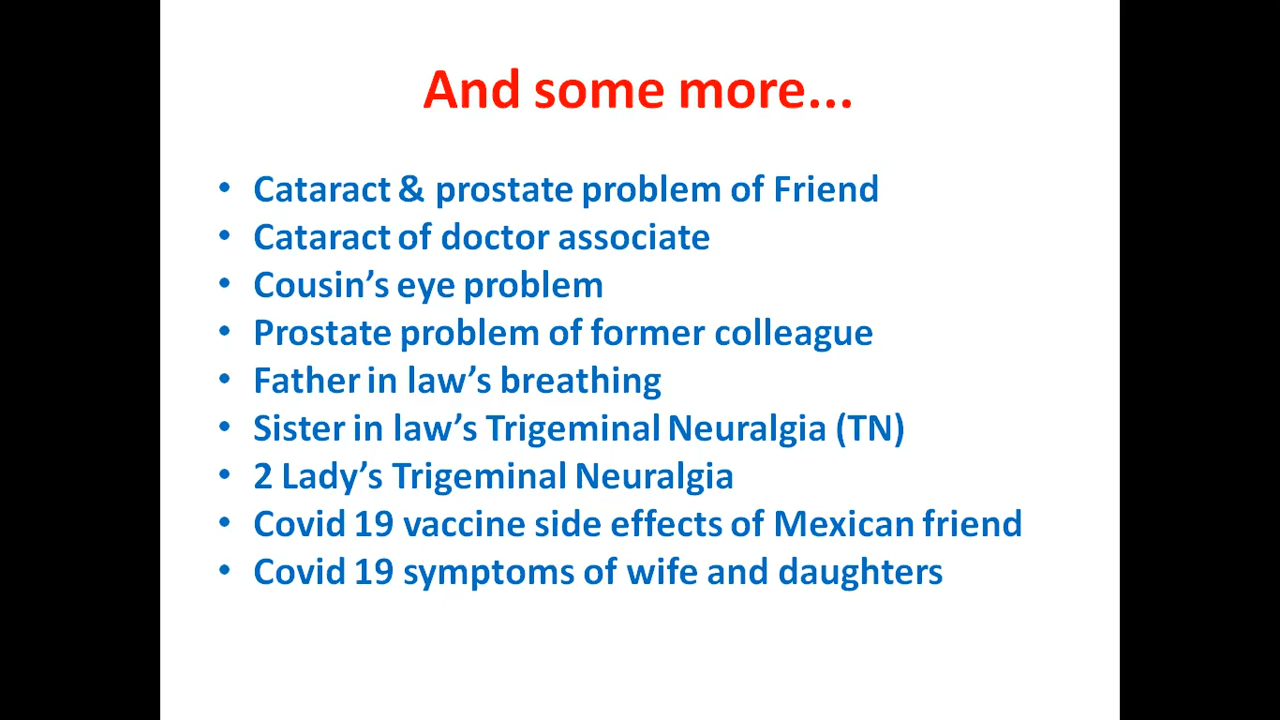 And some more...
• Cataract & prostate problem of Friend
• Cataract of doctor associate
• Cousin’s eye problem
• Prostate problem of former colleague
• Father in law’s breathing
• Sister in law’s Trigeminal Neuralgia (TN)
• 2 Lady’s Trigeminal Neuralgia
• Covid 19 vaccine side effects of Mexican friend
• Covid 19 symptoms of wife and daughters